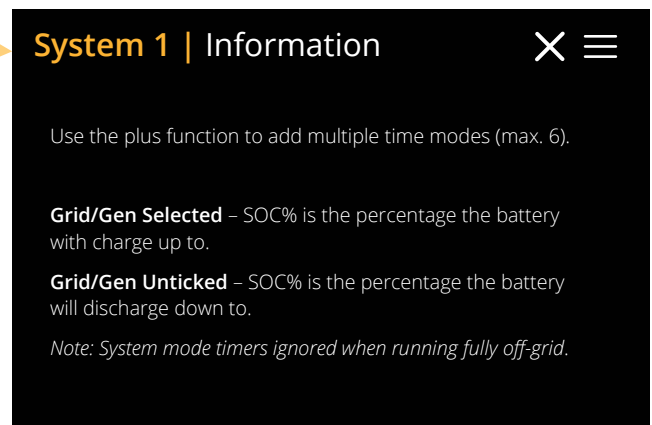 System 1 | Information
Use the plus function to add multiple time modes (max. 6).
Grid/Gen Selected – SOC% is the percentage the battery
with charge up to.
Grid/Gen Unticked – SOC% is the percentage the battery
will discharge down to.
Note: System mode timers ignored when running fully off-grid.